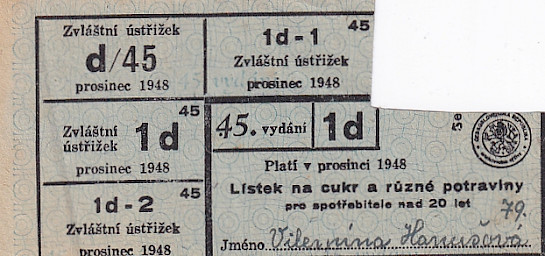 Zvláštní ústřižek
d/45
prosinec 1948
1d-1 45
Zvláštní ústřižek
prosinec 1948
45
Zvláštní
ústřižek 1d
prosinec 1948
45
1d-2
Zvláštní ústřižek
prosinec 1948
45. vydání 1d
Platí v prosinci 1948
Lístek na cukr a různé potraviny
pro spotřebitele nad 20 let
79.
Jméno Vilemína Hanušová